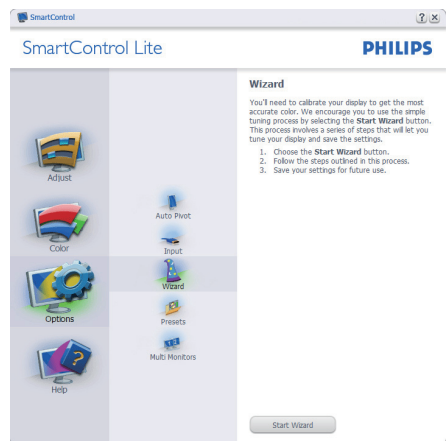 SmartControl
SmartControl Lite
PHILIPS
Adjust
Color
Options
Help
Auto Pivot
Input
Wizard
Presets
Multi Monitors
Wizard
You'll need to calibrate your display to get the most
accurate color. We encourage you to use the simple
tuning process by selecting the Start Wizard button.
This process involves a series of steps that will let you
tune your display and save the settings.
1. Choose the Start Wizard button.
2. Follow the steps outlined in this process.
3. Save your settings for future use.
Start Wizard